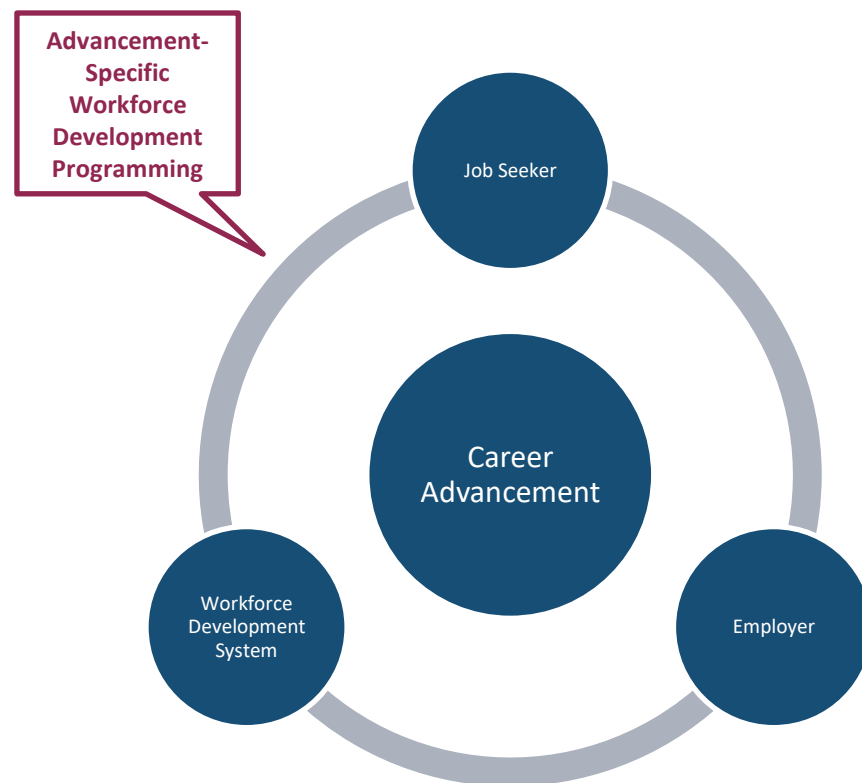 Advancement-
Specific
Workforce
Development
Programming
Job Seeker
Career
Advancement
Workforce
Development
System
Employer